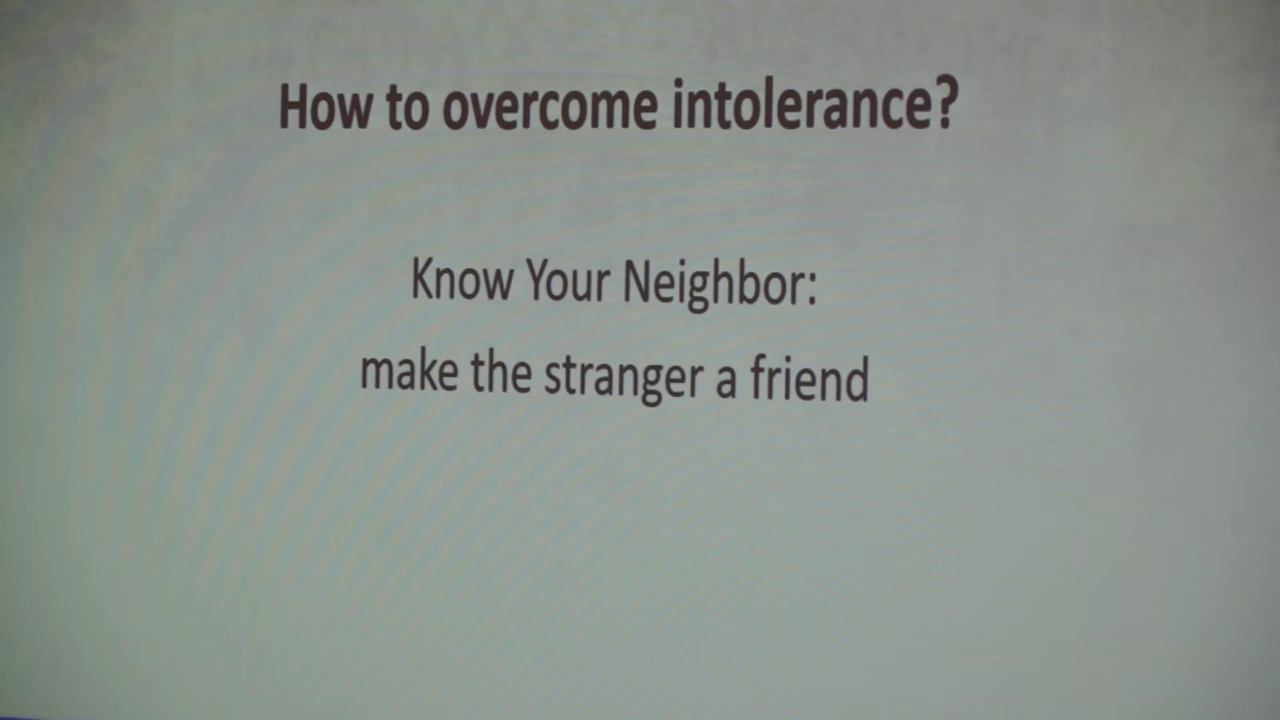 How to overcome intolerance?
Know Your Neighbor:
make the stranger a friend